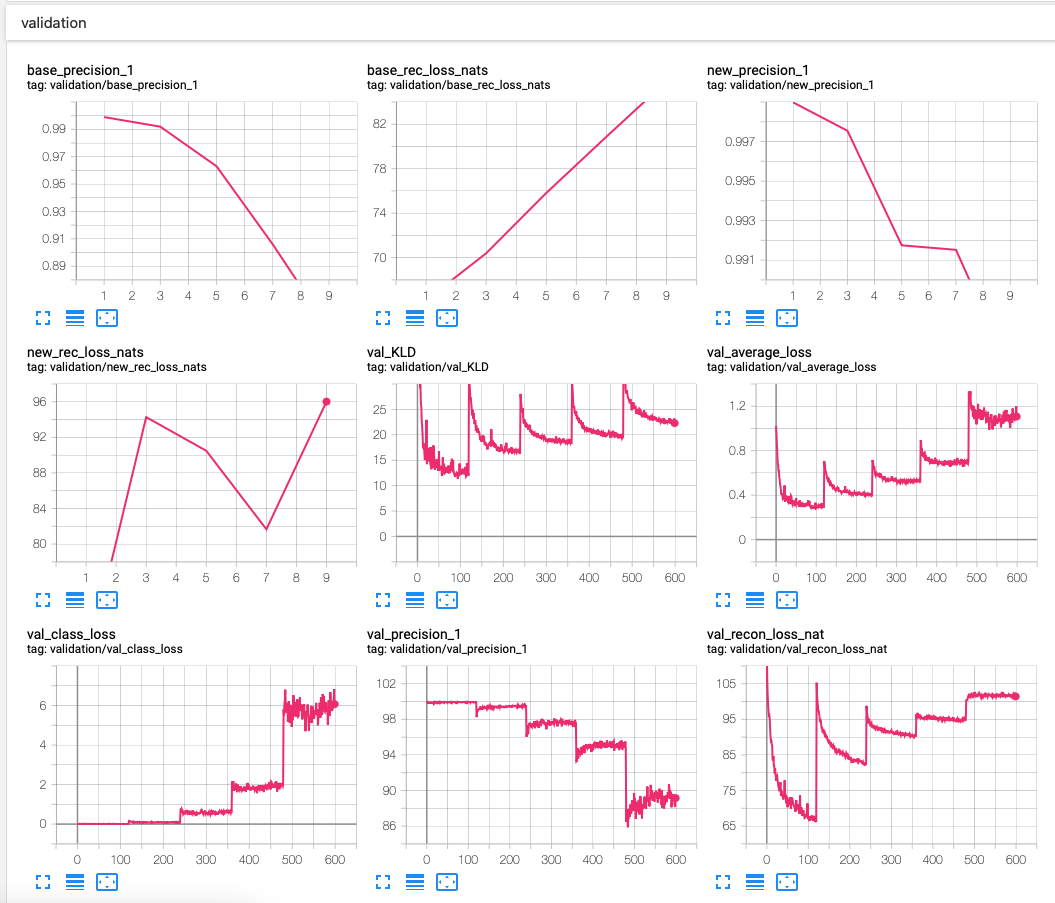 validation
base_precision_1
tag: validation/base_precision_1
0.99
0.97
0.95
0.93
0.91
0.89
1 2 3 4 5 6 7 8 9
base_rec_loss_nats
tag: validation/base_rec_loss_nats
82
78
74
70
1 2 3 4 5 6 7 8 9
new_precision_1
tag: validation/new_precision_1
0.997
0.995
0.993
0.991
1 2 3 4 5 6 7 8 9
new_rec_loss_nats
tag: validation/new_rec_loss_nats
96
92
88
84
80
1 2 3 4 5 6 7 8 9
val_KLD
tag: validation/val_KLD
25
20
15
10
5
0
0 100 200 300 400 500 600
val_average_loss
tag: validation/val_average_loss
1.2
0.8
0.4
0
0 100 200 300 400 500 600
val_class_loss
tag: validation/val_class_loss
6
4
2
0
0 100 200 300 400 500 600
val_precision_1
tag: validation/val_precision_1
102
98
94
90
86
0 100 200 300 400 500 600
val_recon_loss_nat
tag: validation/val_recon_loss_nat
105
95
85
75
65
0 100 200 300 400 500 600